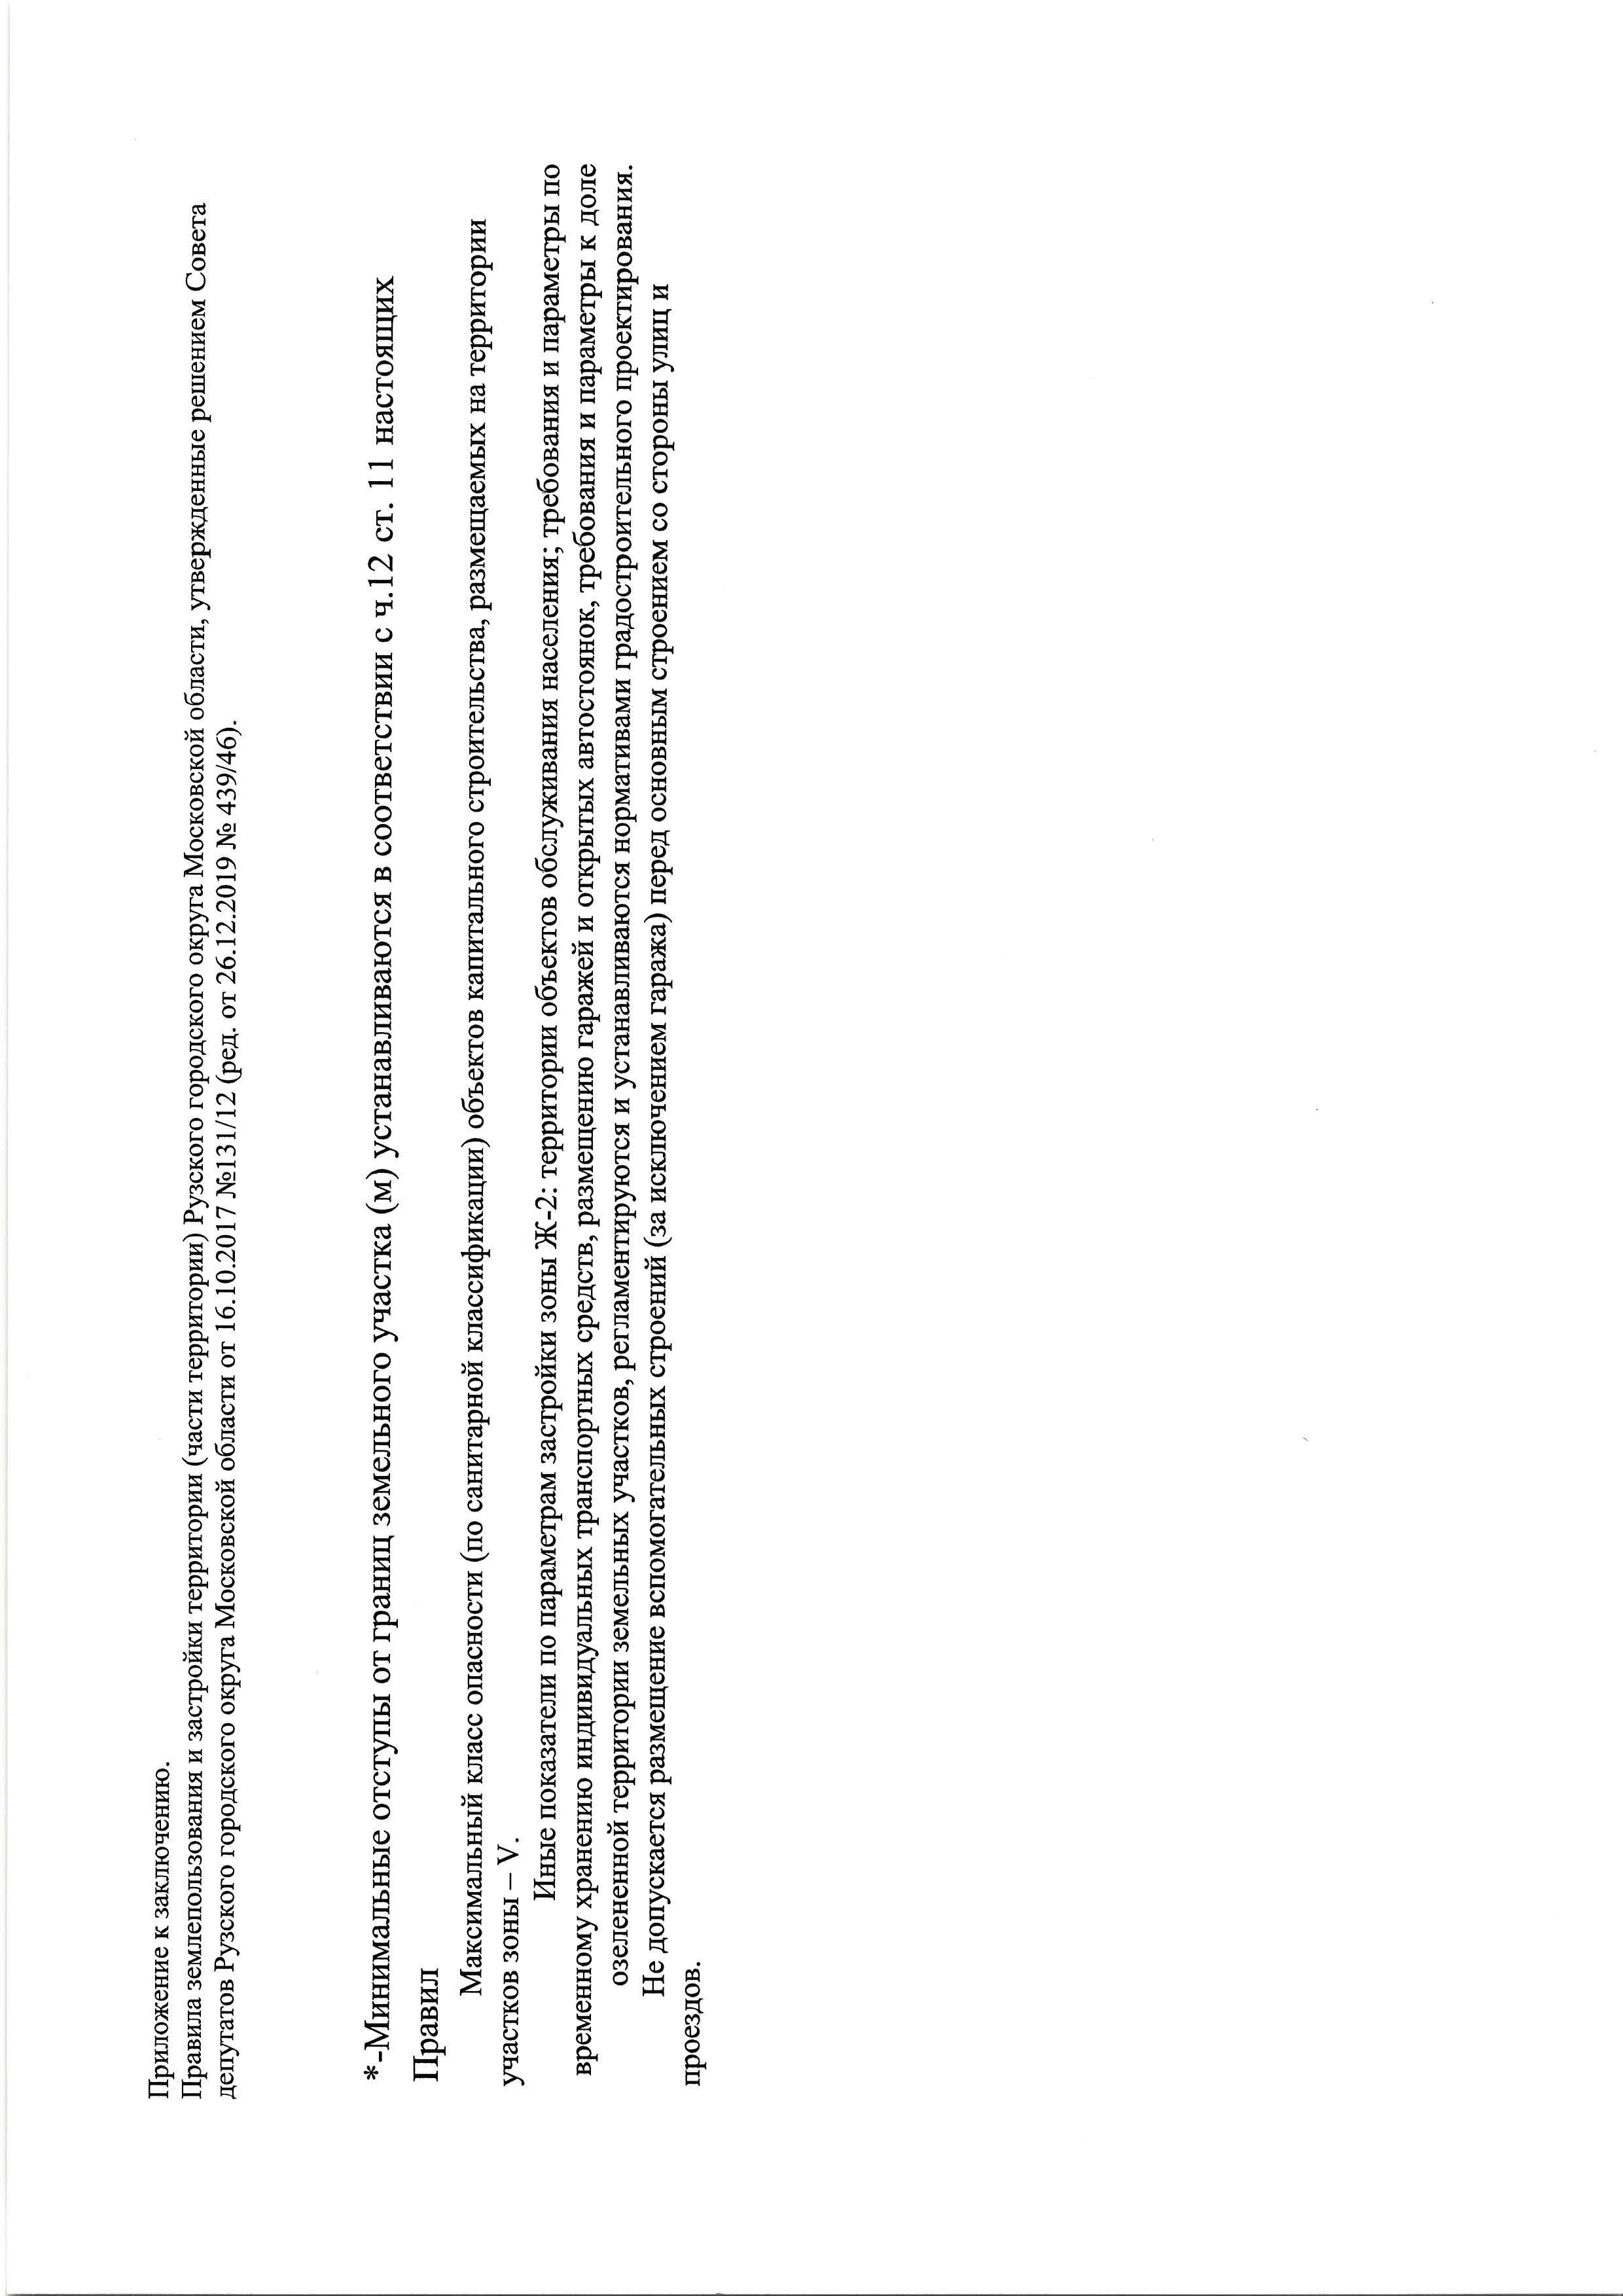 Приложение к заключению.
Правила землепользования и застройки территории (части территории) Рузского городского округа Московской области, утвержденные решением Совета
депутатов Рузского городского округа Московской области от 16.10.2017 №131/12 (ред. от 26.12.2019 № 439/46).
*-Минимальные отступы от границ земельного участка (м) устанавливаются в соответствии с ч.12 ст. 11 настоящих
Правил
Максимальный класс опасности (по санитарной классификации) объектов капитального строительства, размещаемых на территории
участков зоны – V.
Иные показатели по параметрам застройки зоны Ж-2: территории объектов обслуживания населения; требования и параметры по
временному хранению индивидуальных транспортных средств, размещению гаражей и открытых автостоянок, требования и параметры к доле
озелененной территории земельных участков, регламентируются и устанавливаются нормативами градостроительного проектирования.
Не допускается размещение вспомогательных строений (за исключением гаража) перед основным строением со стороны улиц и
проездов.